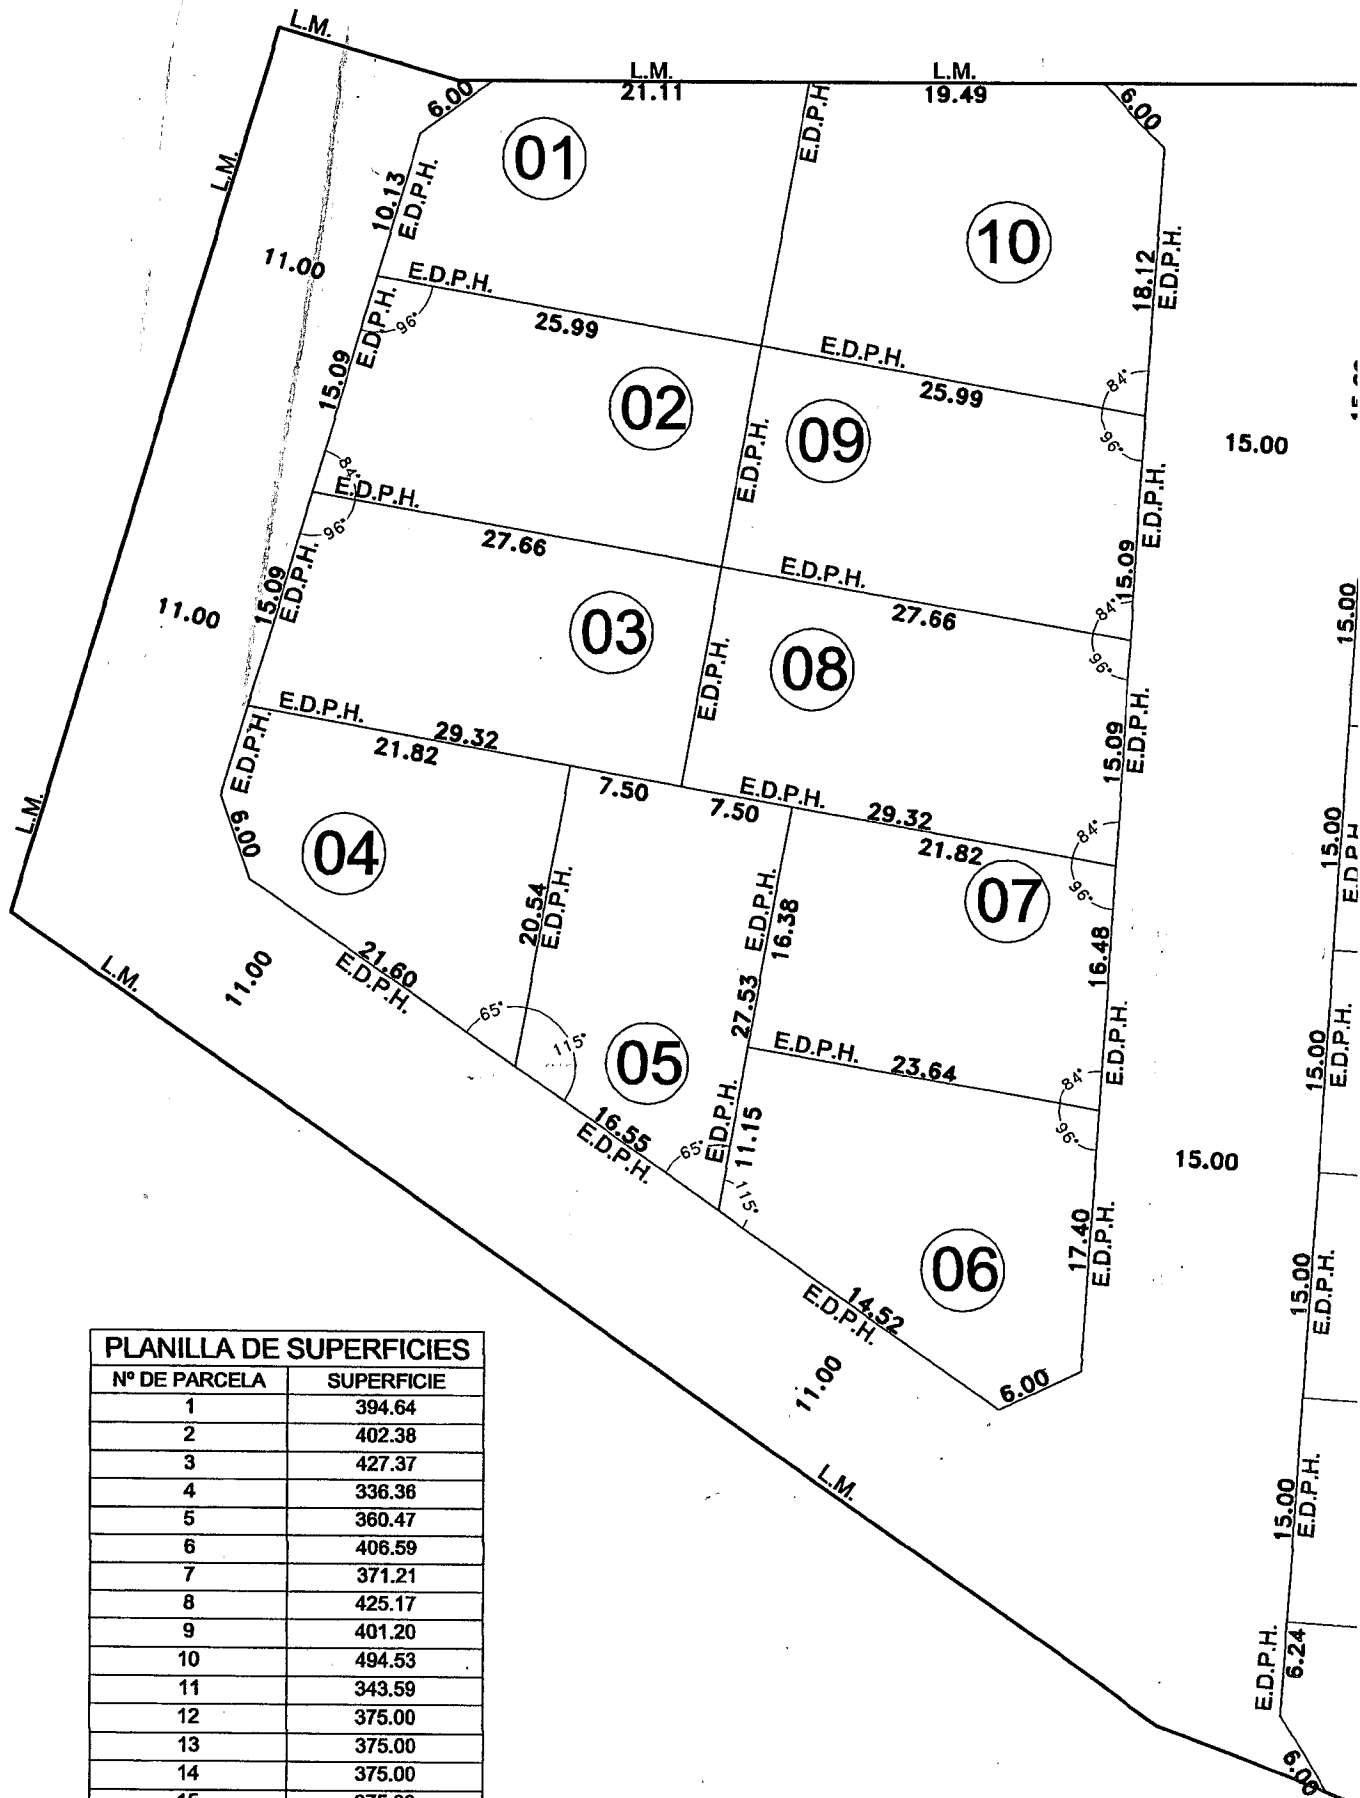 L.M.
L.M.
L.M.
6.00
21.11
19.49
6.00
E.D.P.H.
01
L.M.
10.13
E.D.P.H.
10
11.00
E.D.P.H.
18.12
E.D.P.H.
E.D.P.H.
96°
25.99
E.D.P.H.
25.99
84°
15.09
02
09
96°
15.00
E.D.P.H.
84°
E.D.P.H.
E.D.P.H.
96°
27.66
E.D.P.H.
27.66
15.09
84°
15.09
E.D.P.H.
11.00
03
08
96°
15.00
E.D.P.H.
E.D.P.H.
29.32
21.82
7.50
7.50
E.D.P.H.
29.32
21.82
15.09
E.D.P.H.
84°
E.D.P.H.
L.M.
6.00
04
07
96°
15.00
E.D.P.H.
20.54
E.D.P.H.
E.D.P.H.
16.38
16.48
L.M.
11.00
21.60
E.D.P.H.
65°
115°
27.53
E.D.P.H.
23.64
84°
E.D.P.H.
05
96°
15.00
E.D.P.H.
16.55
E.D.P.H.
65°
E.D.P.H.
11.15
115°
15.00
17.40
E.D.P.H.
06
14.52
E.D.P.H.
15.00
E.D.P.H.
11.00
6.00
L.M.
15.00
E.D.P.H.
E.D.P.H.
6.24
6.00
PLANILLA DE SUPERFICIES
Nº DE PARCELA SUPERFICIE
1 394.64
2 402.38
3 427.37
4 336.36
5 360.47
6 406.59
7 371.21
8 425.17
9 401.20
10 494.53
11 343.59
12 375.00
13 375.00
14 375.00